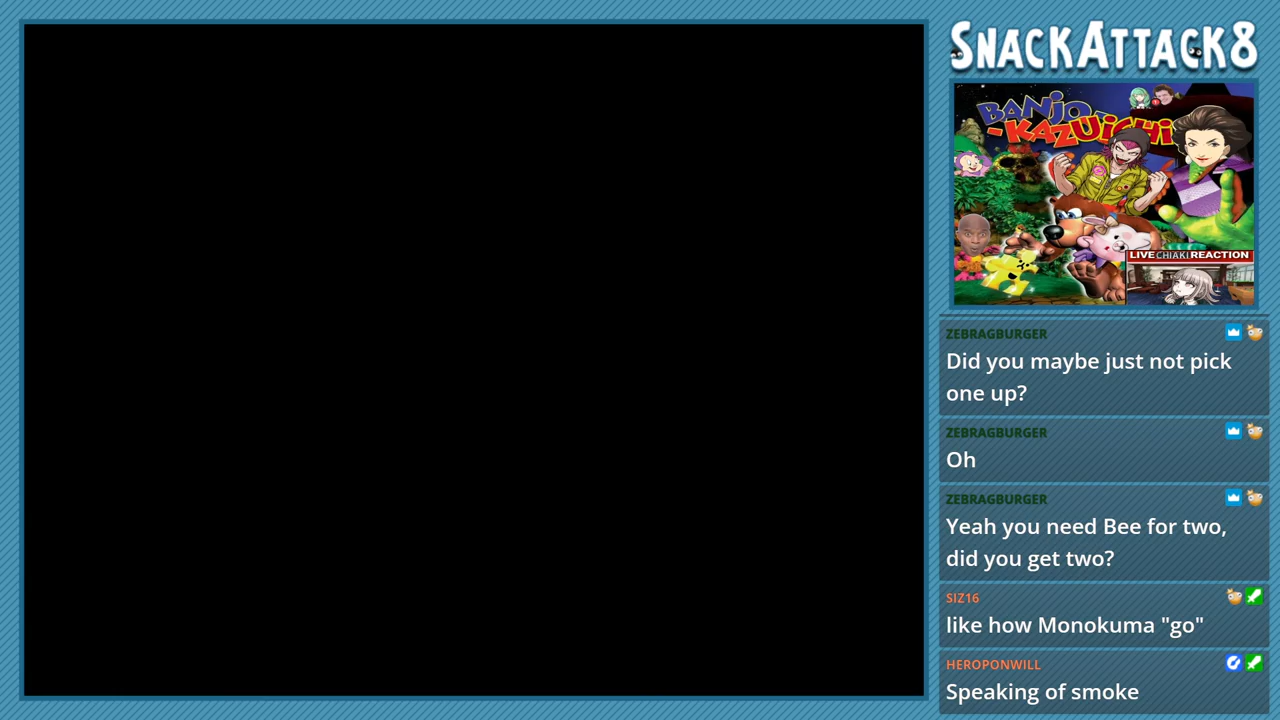 SNACKATTACK8
BANJO
-KAZUICHI
LIVE CHIAKI REACTION
ZEBRAGBURGER
Did you maybe just not pick
one up?
ZEBRAGBURGER
Oh
ZEBRAGBURGER
Yeah you need Bee for two,
did you get two?
SIZ16
like how Monokuma "go"
HEROPONWILL
Speaking of smoke